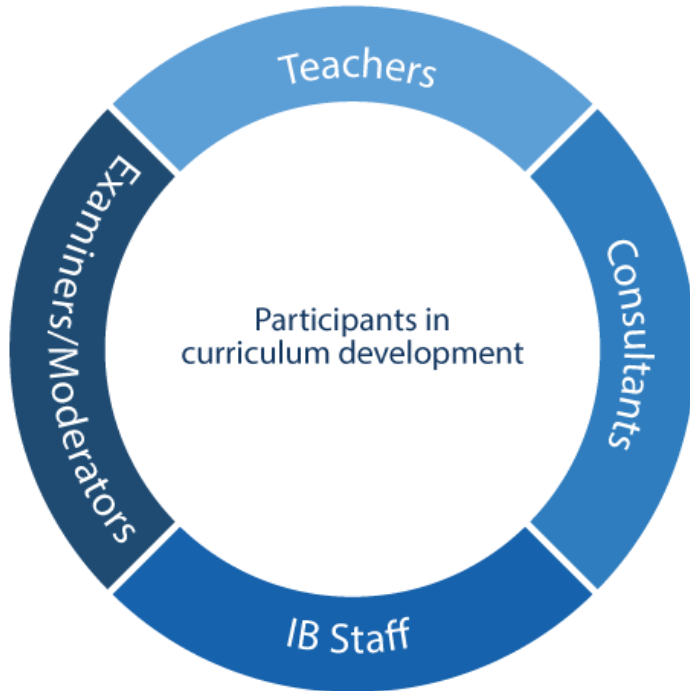 Teachers
Examiners/Moderators
Participants in
curriculum development
Consultants
IB Staff